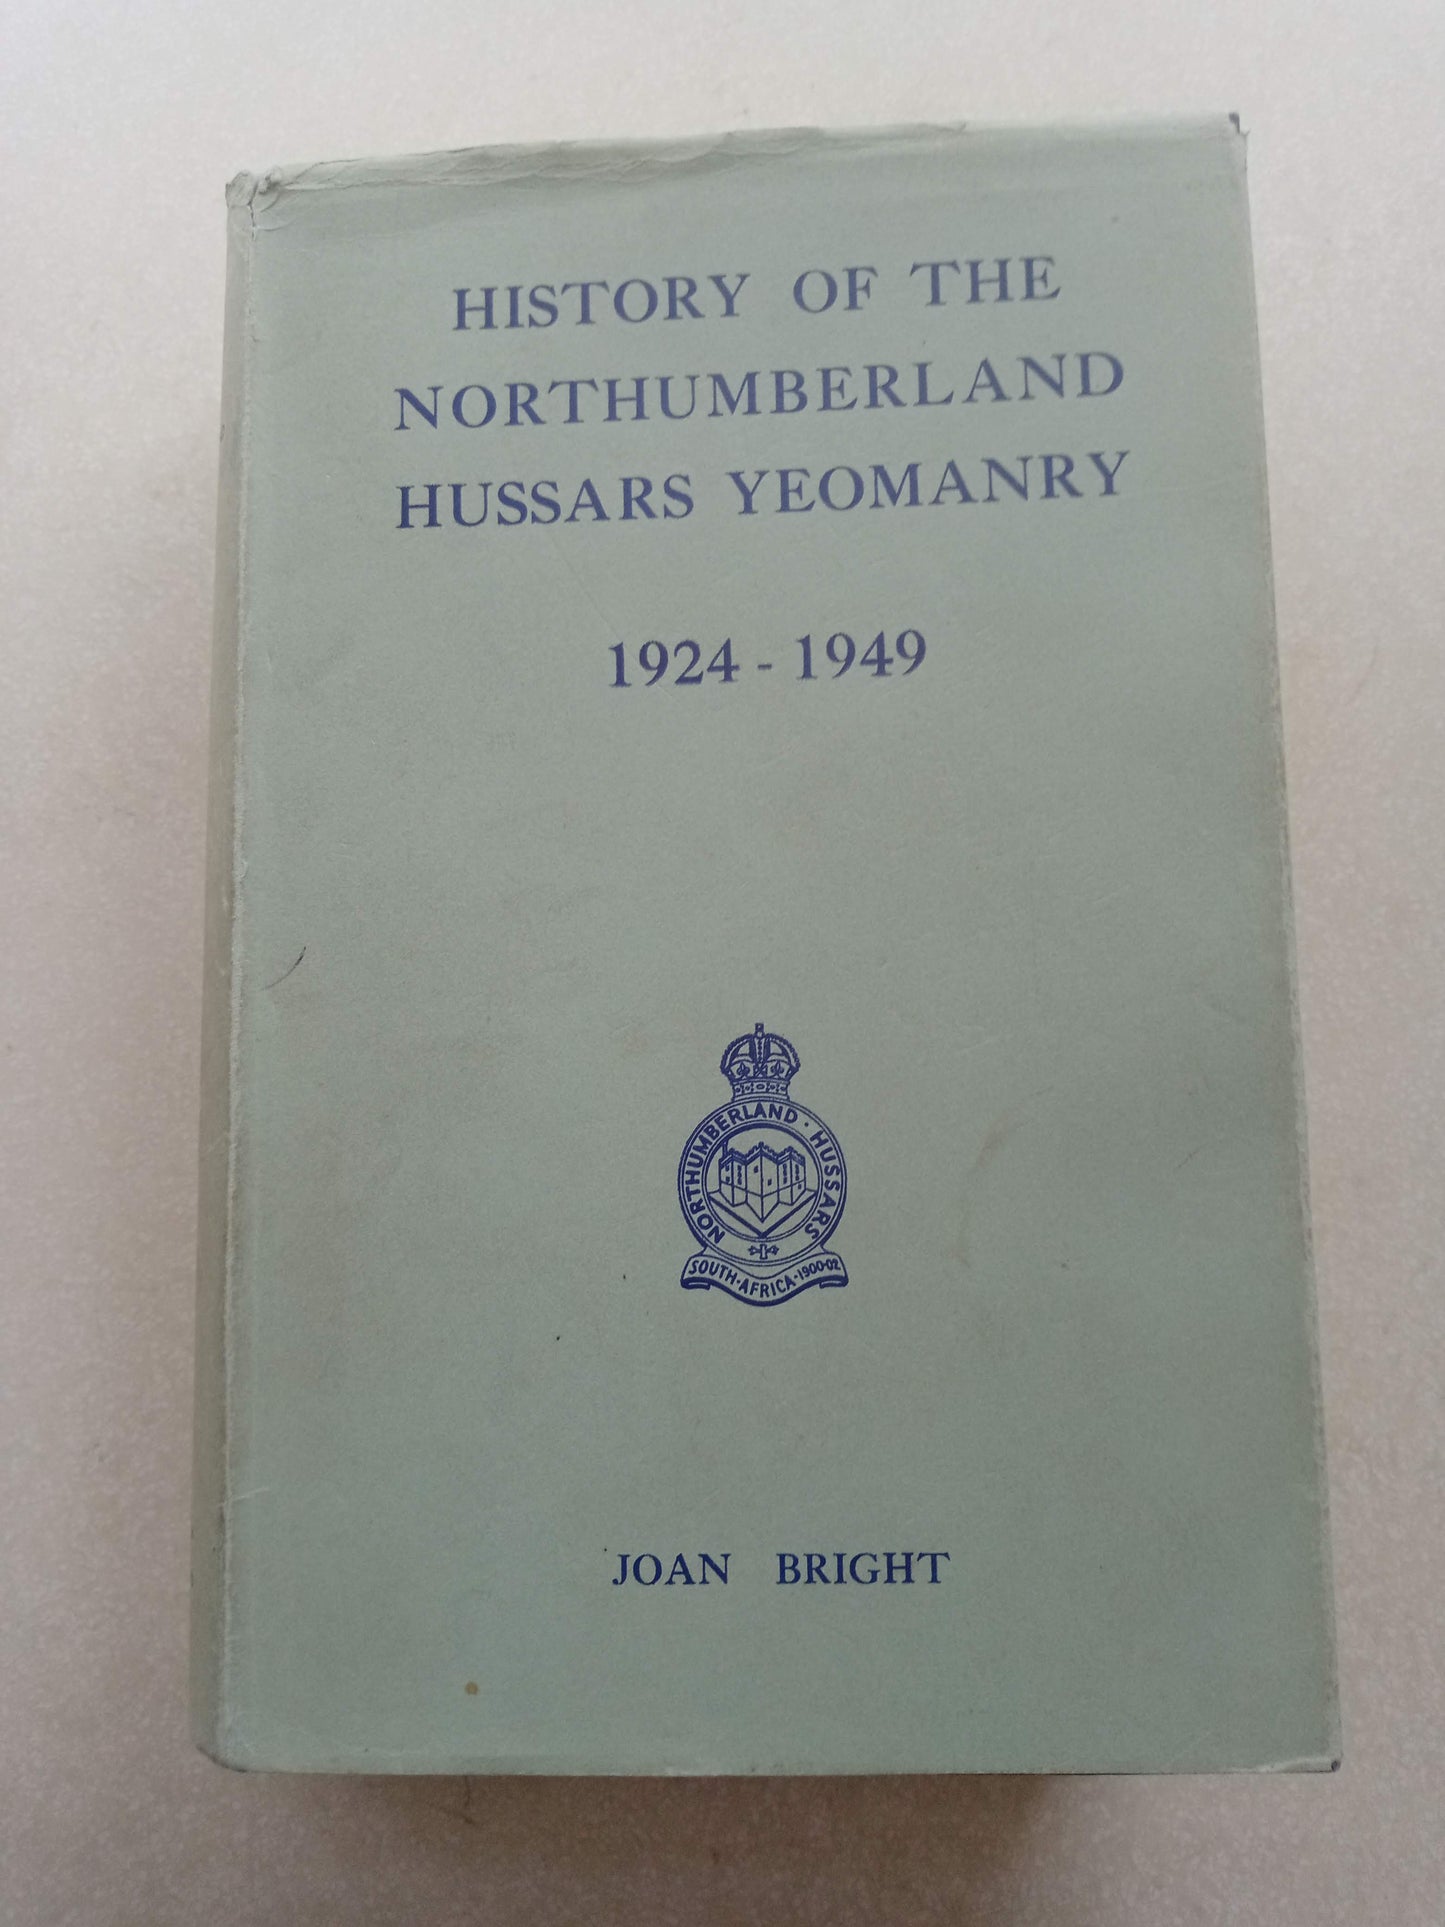 HISTORY OF THE
NORTHUMBERLAND
HUSSARS YEOMANRY
1924 - 1949
NORTHUMBERLAND · HUSSARS
SOUTH · AFRICA · 1900-02
JOAN BRIGHT